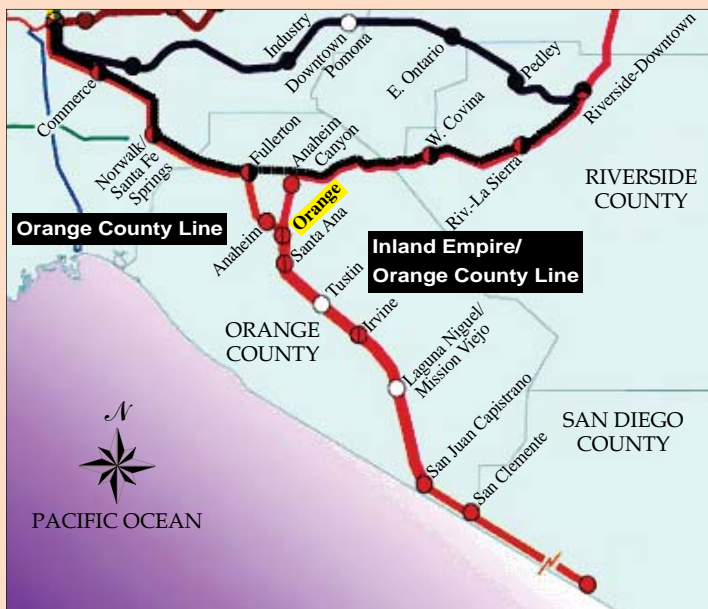 Industry
Downtown
Pomona
E. Ontario
Pedley
Riverside-Downtown
Commerce
Norwalk/
Santa Fe
Springs
Fullerton
Anaheim
Canyon
W. Covina
Riv.-La Sierra
RIVERSIDE
COUNTY
Orange County Line
Anaheim
Orange
Santa Ana
Inland Empire/
Orange County Line
Tustin
Irvine
ORANGE
COUNTY
Laguna Niguel/
Mission Viejo
San Juan Capistrano
San Clemente
SAN DIEGO
COUNTY
N
PACIFIC OCEAN